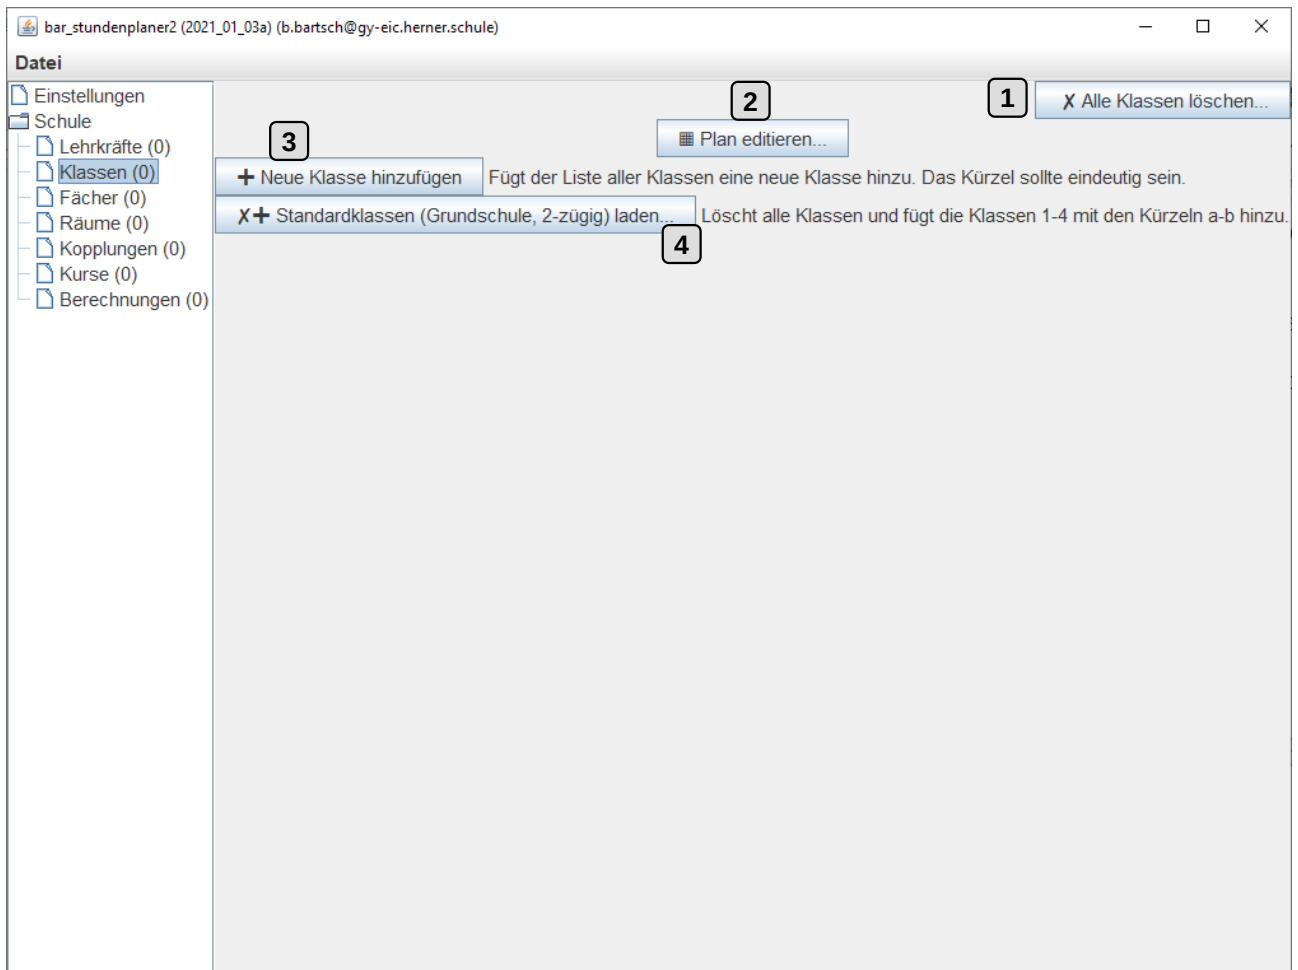 bar_stundenplaner2 (2021_01_03a) (b.bartsch@gy-eic.herner.schule)
Datei
Einstellungen
Schule
Lehrkräfte (0)
Klassen (0)
Fächer (0)
Räume (0)
Kopplungen (0)
Kurse (0)
Berechnungen (0)
1
✗ Alle Klassen löschen...
2
▦ Plan editieren...
3
+ Neue Klasse hinzufügen Fügt der Liste aller Klassen eine neue Klasse hinzu. Das Kürzel sollte eindeutig sein.
✗+ Standardklassen (Grundschule, 2-zügig) laden... Löscht alle Klassen und fügt die Klassen 1-4 mit den Kürzeln a-b hinzu.
4